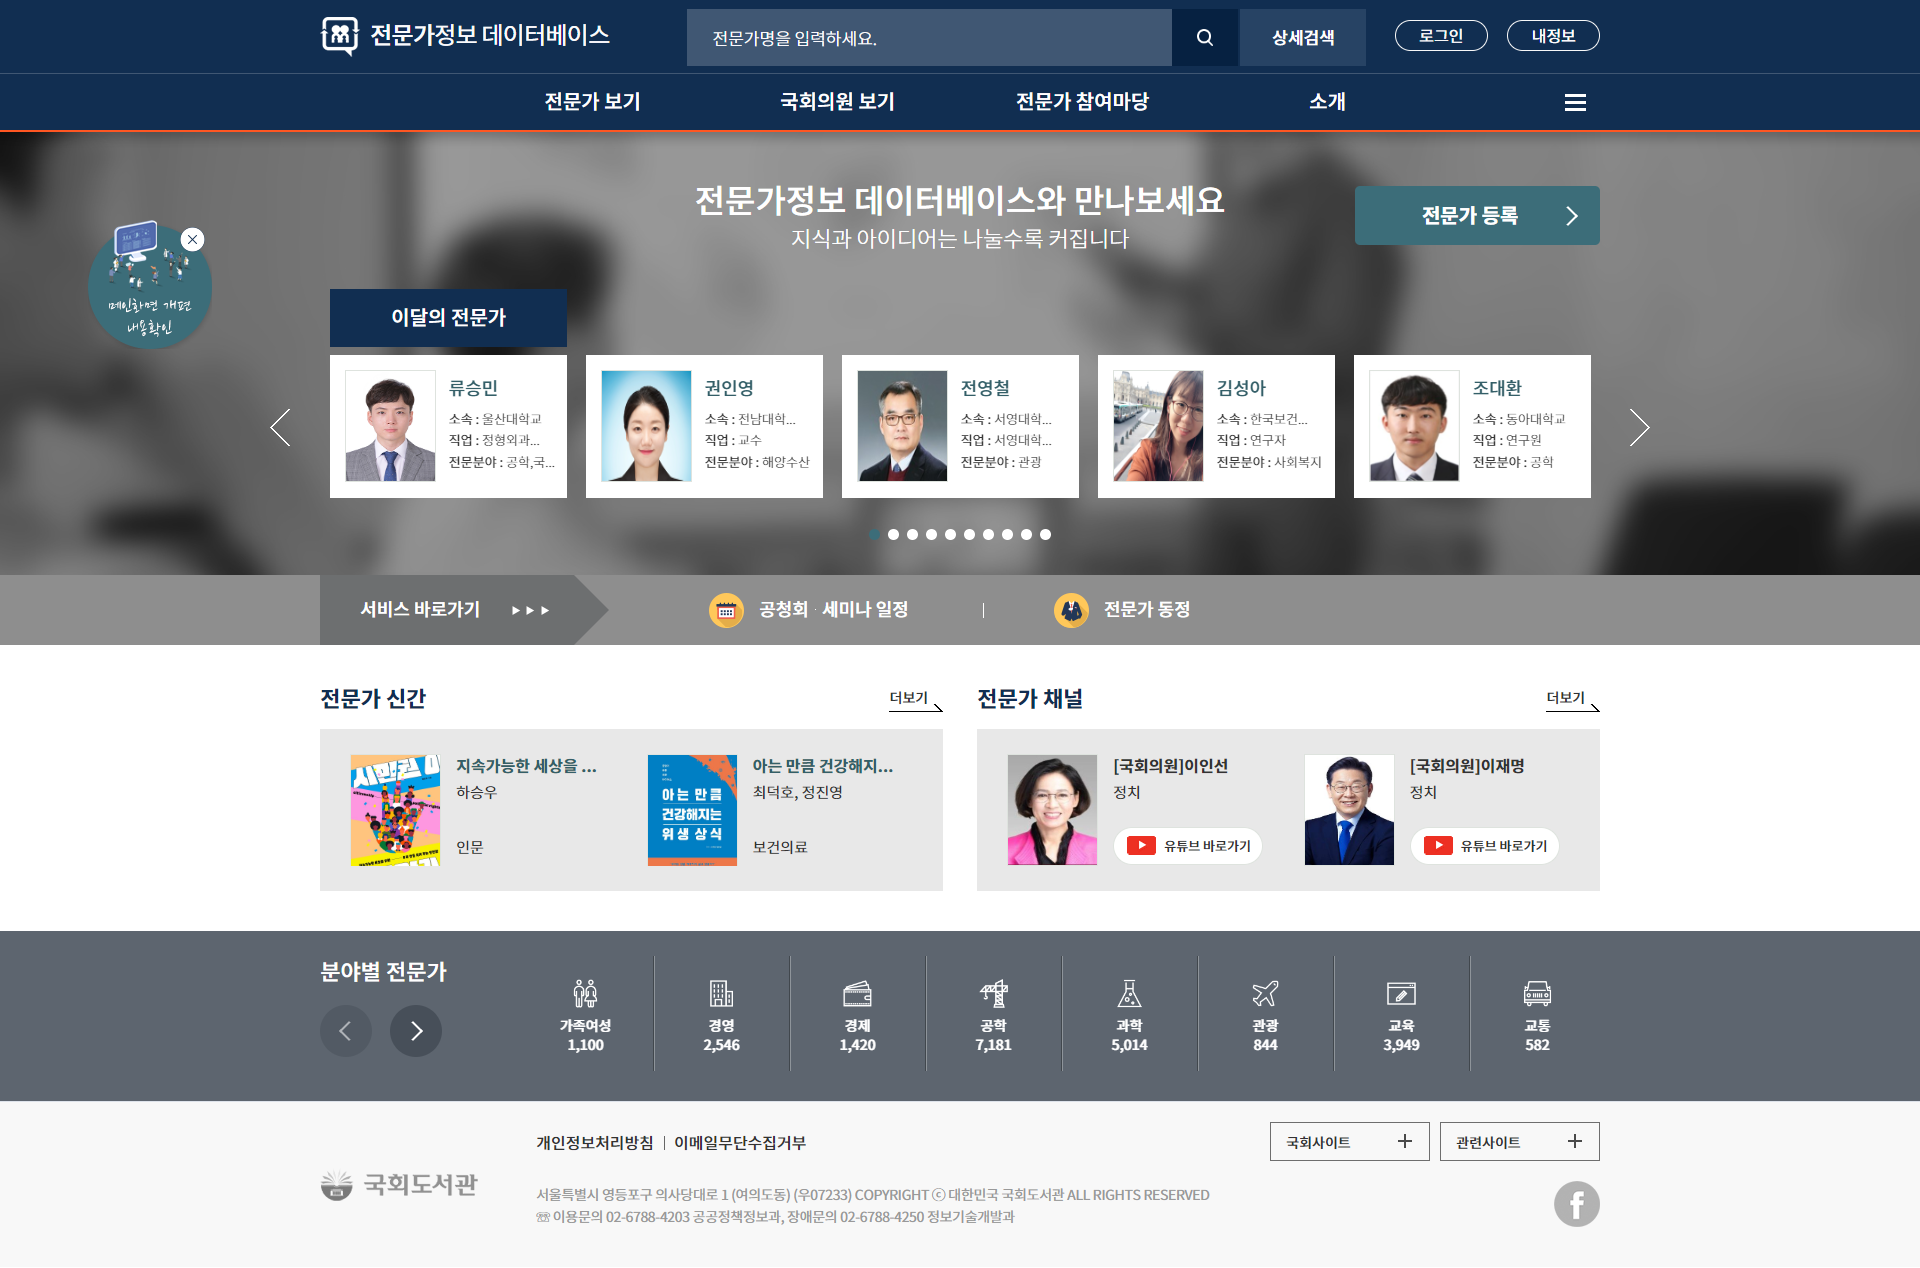 전문가정보 데이터베이스
전문가명을 입력하세요.
상세검색
로그인
내정보
전문가 보기
국회의원 보기
전문가 참여마당
소개
전문가정보 데이터베이스와 만나보세요
지식과 아이디어는 나눌수록 커집니다
전문가 등록
메인화면 개편
내용확인
이달의 전문가
류승민
소속 : 울산대학교
직업 : 정형외과...
전문분야 : 공학,국...
권인영
소속 : 전남대학...
직업 : 교수
전문분야 : 해양수산
전영철
소속 : 서영대학...
직업 : 서영대학...
전문분야 : 관광
김성아
소속 : 한국보건...
직업 : 연구자
전문분야 : 사회복지
조대환
소속 : 동아대학교
직업 : 연구원
전문분야 : 공학
서비스 바로가기
공청회 · 세미나 일정
전문가 동정
전문가 신간
더보기
지속가능한 세상을 ...
하승우
인문
아는 만큼
건강해지는
위생 상식
아는 만큼 건강해지...
최덕호, 정진영
보건의료
전문가 채널
더보기
[국회의원]이인선
정치
유튜브 바로가기
[국회의원]이재명
정치
유튜브 바로가기
분야별 전문가
가족여성
1,100
경영
2,546
경제
1,420
공학
7,181
과학
5,014
관광
844
교육
3,949
교통
582
국회도서관
개인정보처리방침
이메일무단수집거부
서울특별시 영등포구 의사당대로 1 (여의도동) (우07233) COPYRIGHT ⓒ 대한민국 국회도서관 ALL RIGHTS RESERVED
☏ 이용문의 02-6788-4203 공공정책정보과, 장애문의 02-6788-4250 정보기술개발과
국회사이트
관련사이트